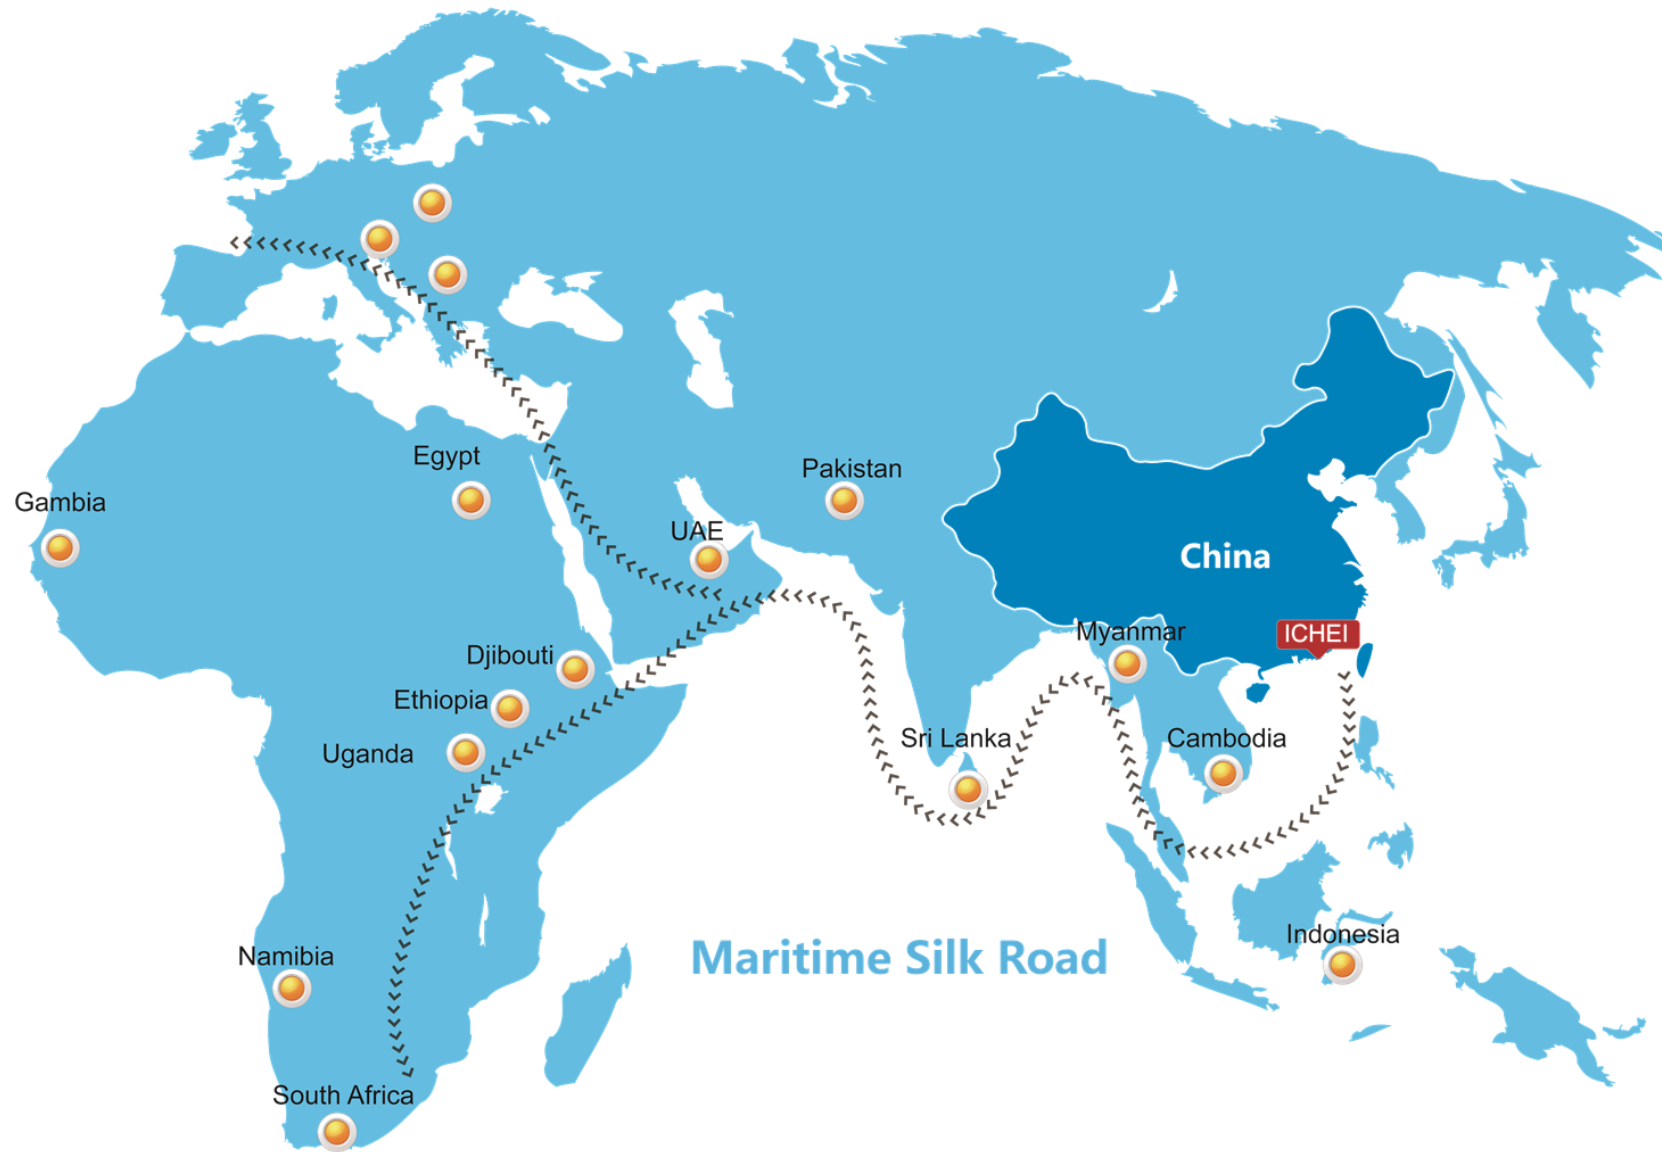 Egypt
Pakistan
Gambia
UAE
China
Myanmar
ICHEI
Djibouti
Ethiopia
Uganda
Sri Lanka
Cambodia
Indonesia
Namibia
Maritime Silk Road
South Africa